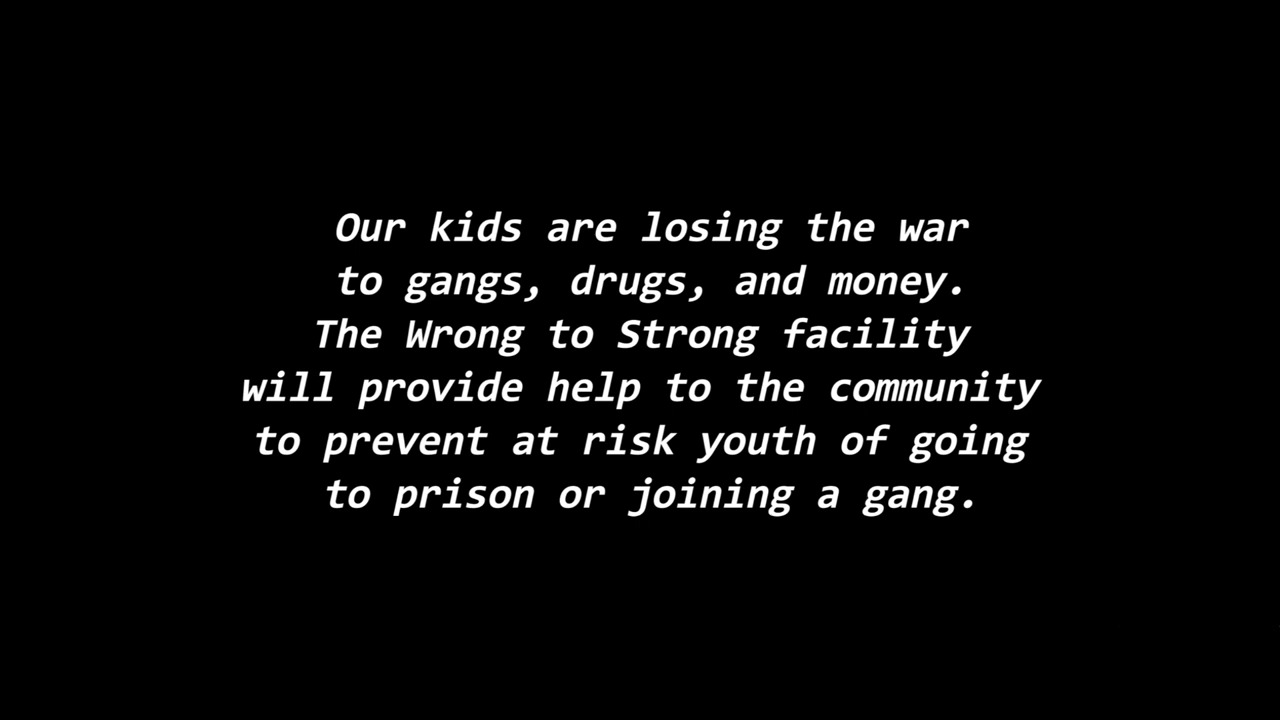 Our kids are losing the war
to gangs, drugs, and money.
The Wrong to Strong facility
will provide help to the community
to prevent at risk youth of going
to prison or joining a gang.